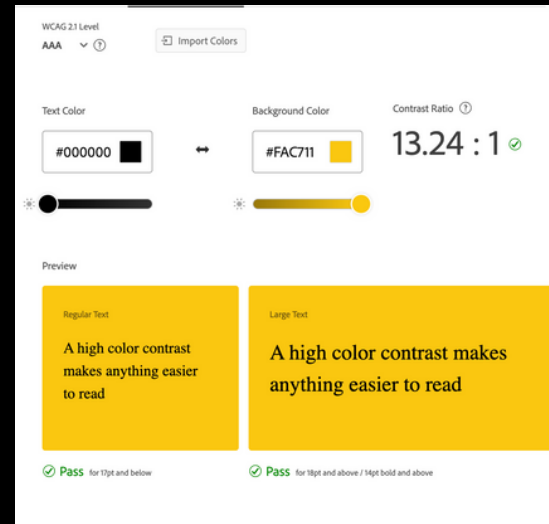 WCAG 2.1 Level
AAA
Import Colors
Text Color
Background Color
Contrast Ratio ?
#000000
#FAC711
13.24 : 1
Preview
Regular Text
A high color contrast
makes anything easier
to read
Large Text
A high color contrast makes
anything easier to read
Pass for 17pt and below
Pass for 18pt and above / 14pt bold and above